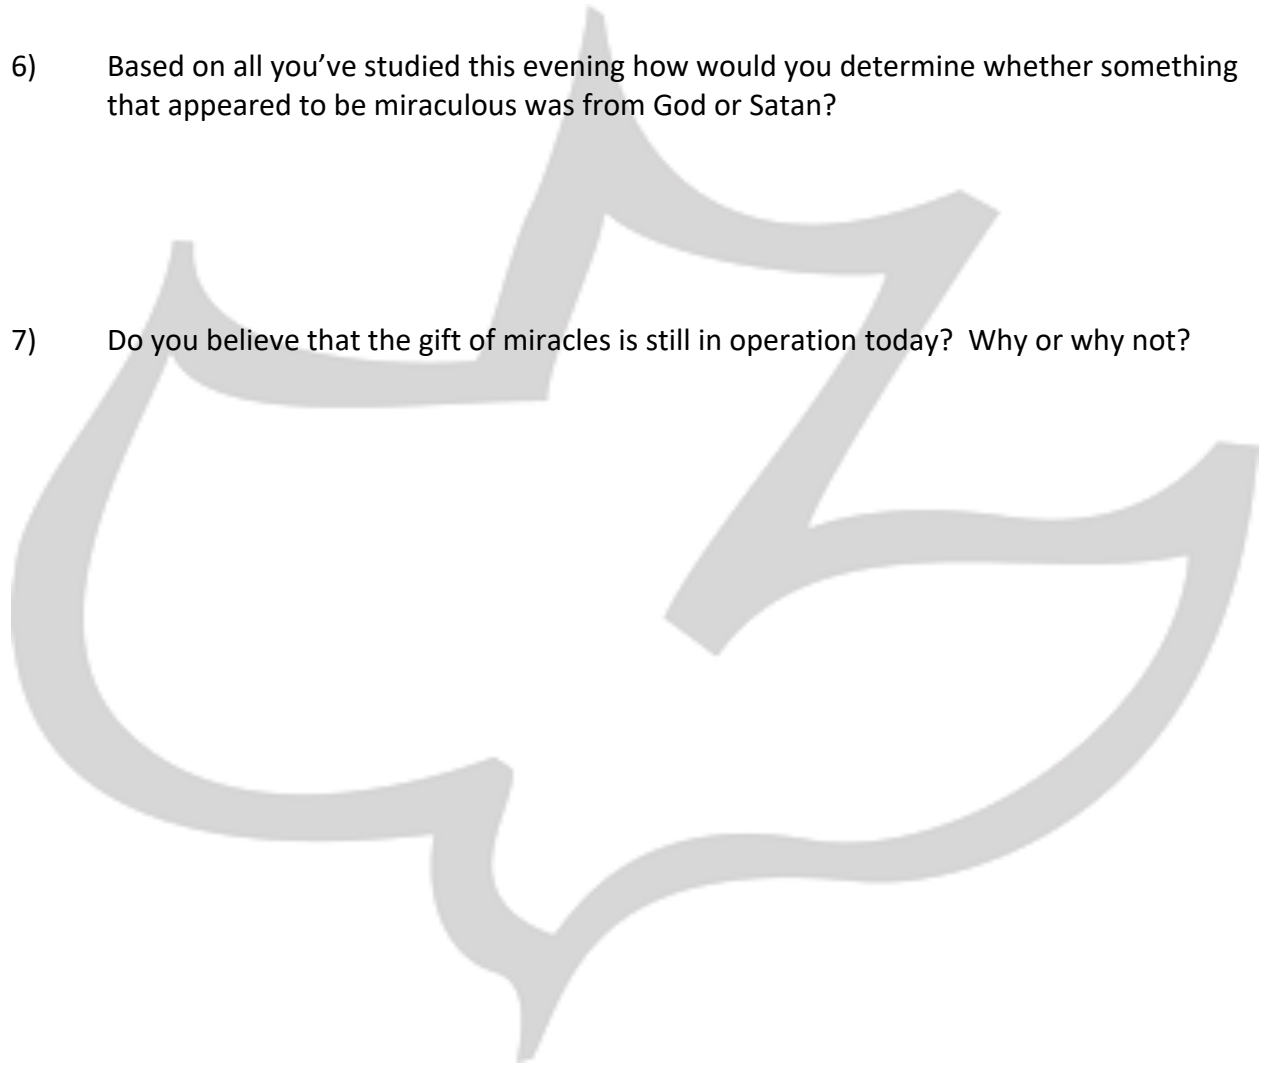 6) Based on all you’ve studied this evening how would you determine whether something
that appeared to be miraculous was from God or Satan?
7) Do you believe that the gift of miracles is still in operation today?  Why or why not?